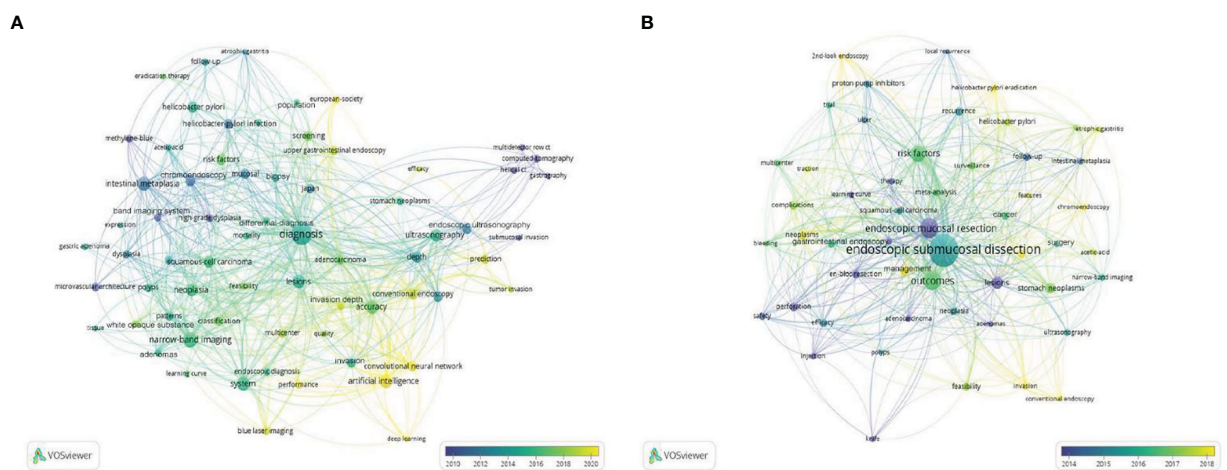 A
atrophic gastritis
follow-up
eradication therapy
european-society
helicobacter pylori
population
helicobacter pylori infection
methylene-blue
screening
acetic acid
upper gastrointestinal endoscopy
multidetector row ct
risk factors
computed-tomography
efficacy
helical ct
chromoendoscopy
mucosal
biopsy
gastrography
intestinal metaplasia
japan
stomach neoplasms
band imaging system
high-grade dysplasia
differential-diagnosis
endoscopic ultrasonography
expression
diagnosis
mortality
ultrasonography
submucosal invasion
gastric adenoma
dysplasia
squamous-cell carcinoma
adenocarcinoma
depth
prediction
microvascular architecture
polyps
neoplasia
feasibility
lesions
tumor invasion
invasion depth
conventional endoscopy
accuracy
patterns
tissue
white opaque substance
classification
multicenter
quality
narrow-band imaging
adenomas
invasion
convolutional neural network
learning curve
endoscopic diagnosis
system
performance
artificial intelligence
blue laser imaging
deep learning
VOSviewer
2010 2012 2014 2016 2018 2020
B
local recurrence
2nd-look endoscopy
proton pump inhibitors
helicobacter pylori eradication
trial
recurrence
ulcer
helicobacter pylori
atrophic gastritis
risk factors
multicenter
traction
surveillance
follow-up
intestinal metaplasia
therapy
learning curve
meta-analysis
features
complications
squamous-cell carcinoma
cancer
chromoendoscopy
neoplasms
endoscopic mucosal resection
bleeding
gastrointestinal endoscopy
surgery
endoscopic submucosal dissection
acetic-acid
en-bloc resection
management
narrow-band imaging
outcomes
lesions
stomach neoplasms
perforation
safety
efficacy
adenocarcinoma
neoplasia
adenomas
ultrasonography
injection
polyps
feasibility
invasion
conventional endoscopy
knife
VOSviewer
2014 2015 2016 2017 2018